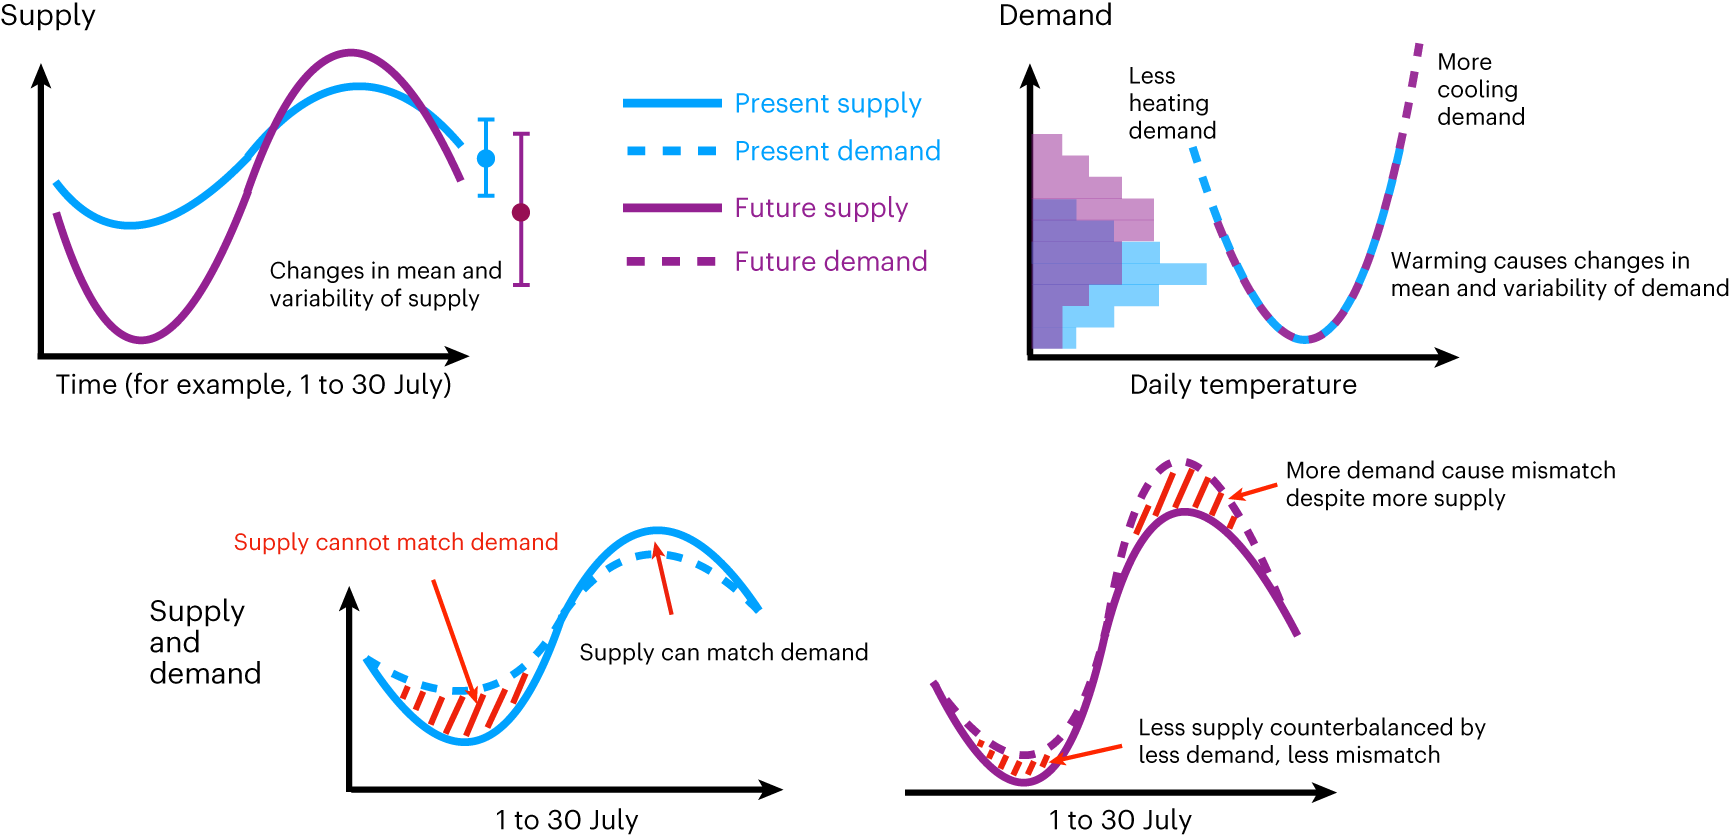 Supply
Changes in mean and
variability of supply
Time (for example, 1 to 30 July)
Present supply
Present demand
Future supply
Future demand
Demand
Less
heating
demand
More
cooling
demand
Warming causes changes in
mean and variability of demand
Daily temperature
Supply cannot match demand
Supply
and
demand
Supply can match demand
1 to 30 July
More demand cause mismatch
despite more supply
Less supply counterbalanced by
less demand, less mismatch
1 to 30 July